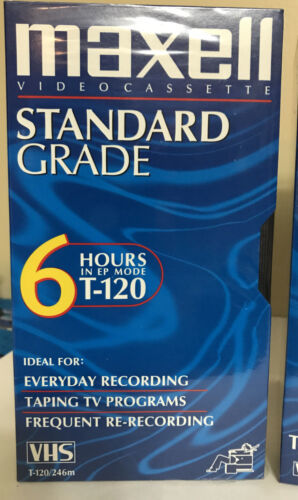 maxell
VIDEOCASSETTE
STANDARD
GRADE
6 HOURS
IN EP MODE
T-120
IDEAL FOR:
EVERYDAY RECORDING
TAPING TV PROGRAMS
FREQUENT RE-RECORDING
VHS
T-120/246m
T